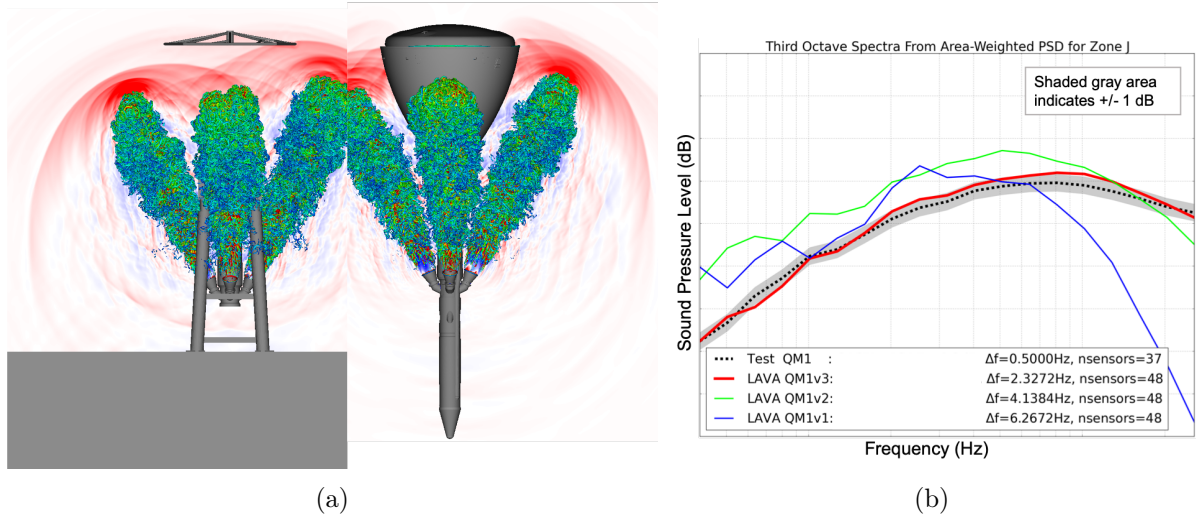 Third Octave Spectra From Area-Weighted PSD for Zone J
Shaded gray area
indicates +/- 1 dB
Sound Pressure Level (dB)
Test QM1 : Δf=0.5000Hz, nsensors=37
LAVA QM1v3: Δf=2.3272Hz, nsensors=48
LAVA QM1v2: Δf=4.1384Hz, nsensors=48
LAVA QM1v1: Δf=6.2672Hz, nsensors=48
Frequency (Hz)
(a)
(b)